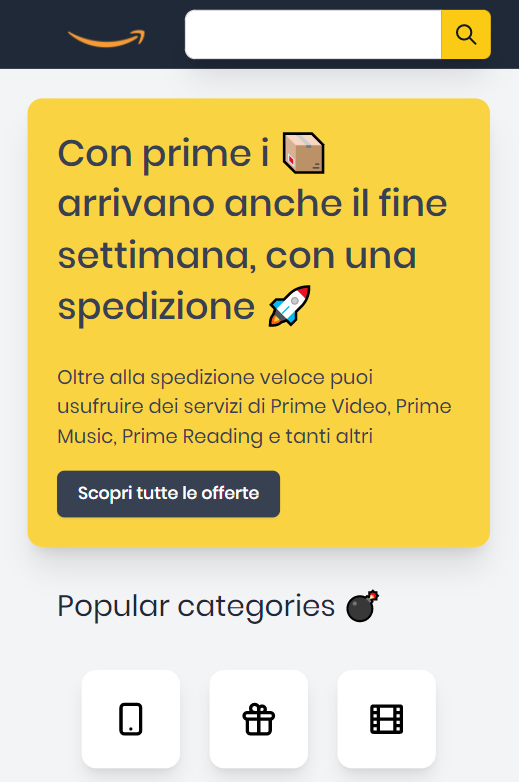 Con prime i 📦
arrivano anche il fine
settimana, con una
spedizione 🚀
Oltre alla spedizione veloce puoi
usufruire dei servizi di Prime Video, Prime
Music, Prime Reading e tanti altri
Scopri tutte le offerte
Popular categories 💣